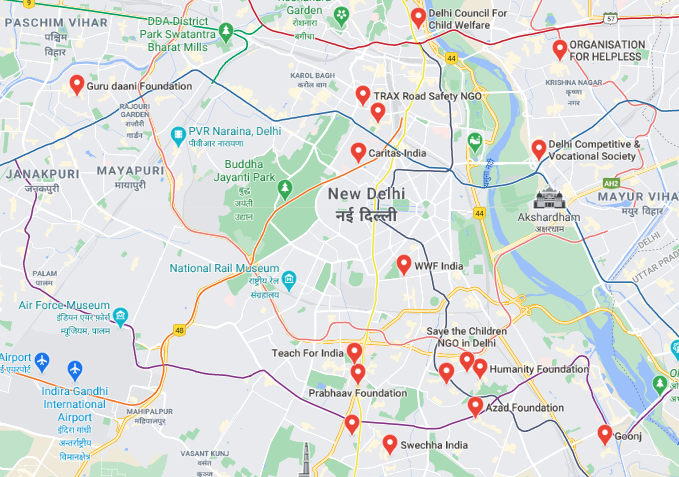 Garden
रोशनारा
बगीचा
Delhi Council For
Child Welfare
57
PASCHIM VIHAR
पश्चिम
विहार
DDA District
Park Swatantra
Bharat Mills
ORGANISATION
FOR HELPLESS
44
KAROL BAGH
करोल बाग
KRISHNA NAGAR
कृष्णा
नगर
Guru daani Foundation
TRAX Road Safety NGO
RAJOURI
GARDEN
राजौरी
गार्डन
PVR Naraina, Delhi
पीवीआर नारायणा,
Delhi Competitive &
Vocational Society
Caritas India
JANAKPURI
जनकपुरी
MAYAPURI
मायापुरी
Buddha
Jayanti Park
बुद्ध
जयंती
उद्यान
New Delhi
नई दिल्ली
AH2
MAYUR VIHA
मयूर विहार
44
Akshardham
अक्षरधाम
DELHI
UTTAR PRAD
PALAM
पालम
National Rail Museum
राष्ट्रीय रेल
संग्रहालय
WWF India
Air Force Museum
इंडियन एयर फ़ोर्स
म्यूजियम, पालम
48
Save the Children
NGO in Delhi
Teach For India
Airport
Humanity Foundation
Indira Gandhi
International
Airport
इंदिरा गांधी
अन्तर्राष्ट्रीय
विमानक्षेत्र
Prabhaav Foundation
Azad Foundation
MAHIPALPUR
महिपालपुर
Goonj
Swechha India
VASANT KUNJ
वसंत
कुञ्ज